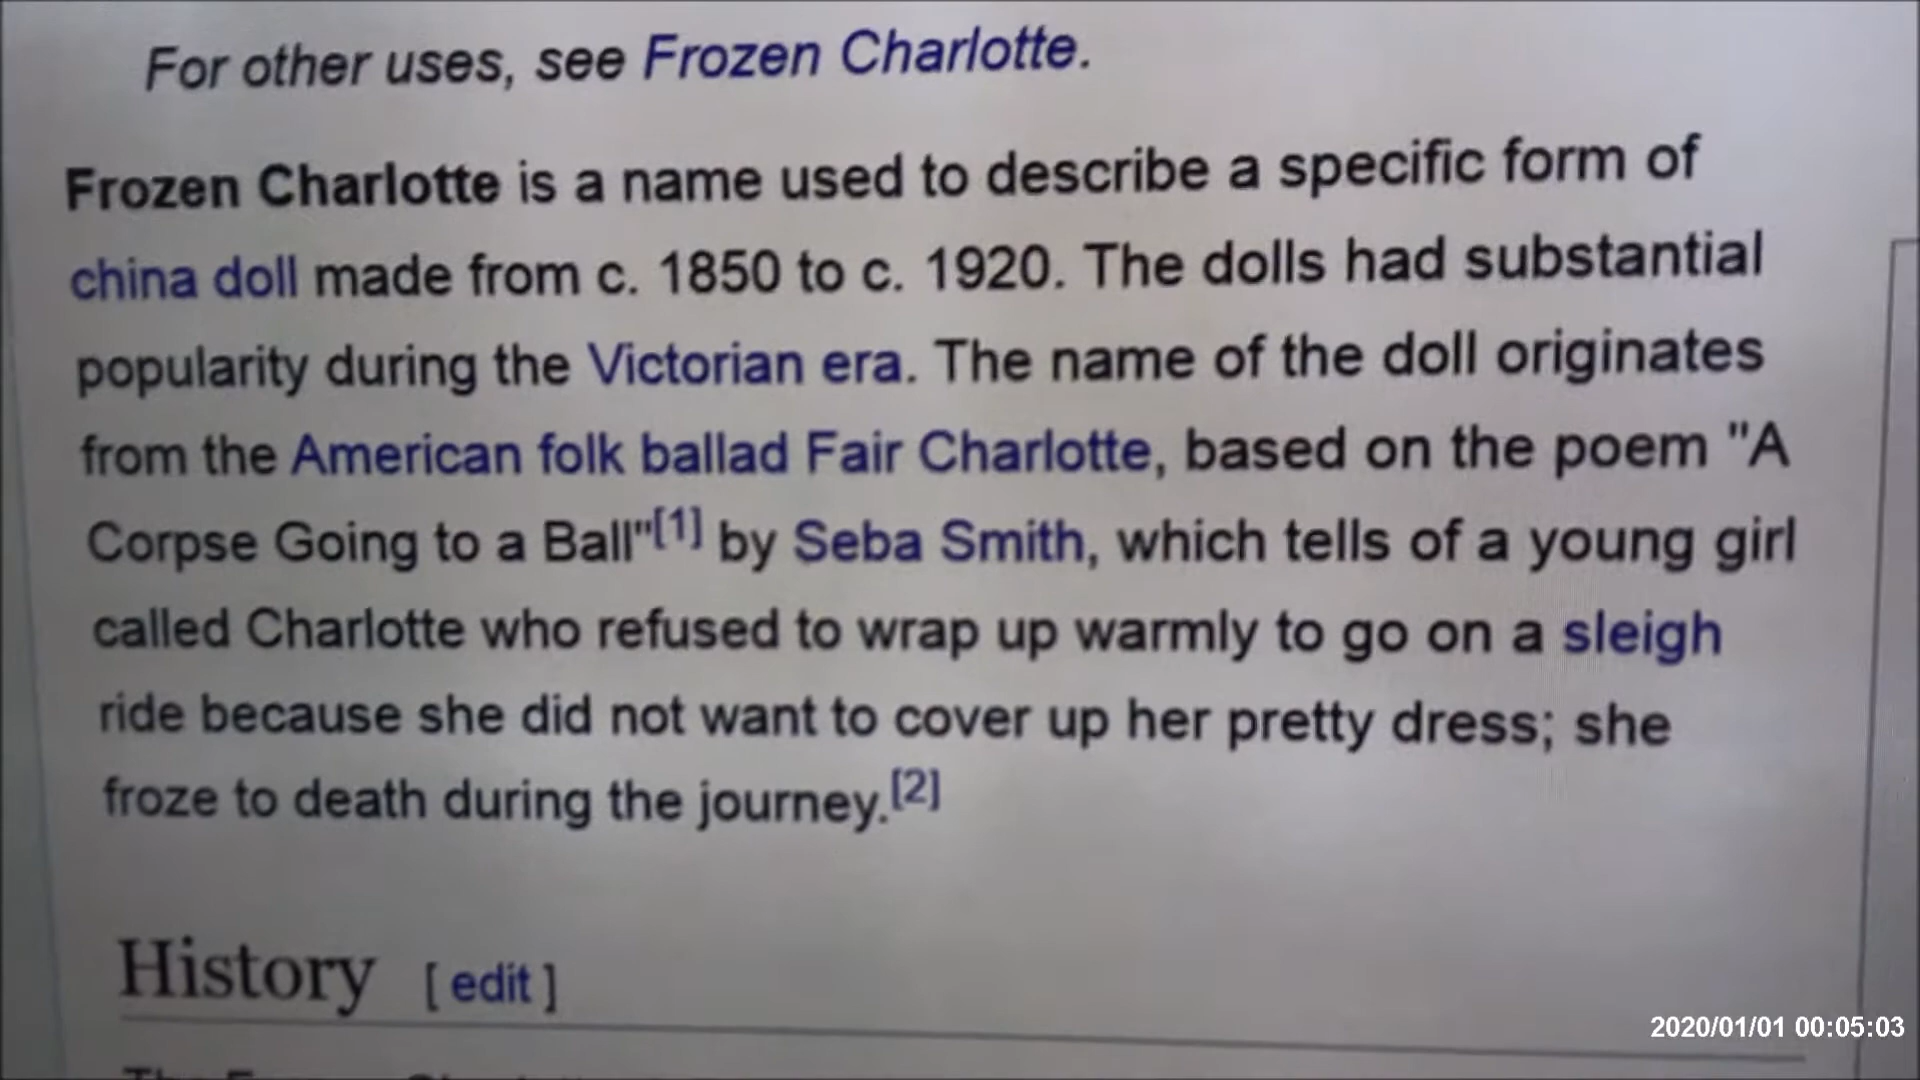 For other uses, see Frozen Charlotte.
Frozen Charlotte is a name used to describe a specific form of
china doll made from c. 1850 to c. 1920. The dolls had substantial
popularity during the Victorian era. The name of the doll originates
from the American folk ballad Fair Charlotte, based on the poem "A
Corpse Going to a Ball"[1] by Seba Smith, which tells of a young girl
called Charlotte who refused to wrap up warmly to go on a sleigh
ride because she did not want to cover up her pretty dress; she
froze to death during the journey.[2]
History [ edit ]
2020/01/01 00:05:03